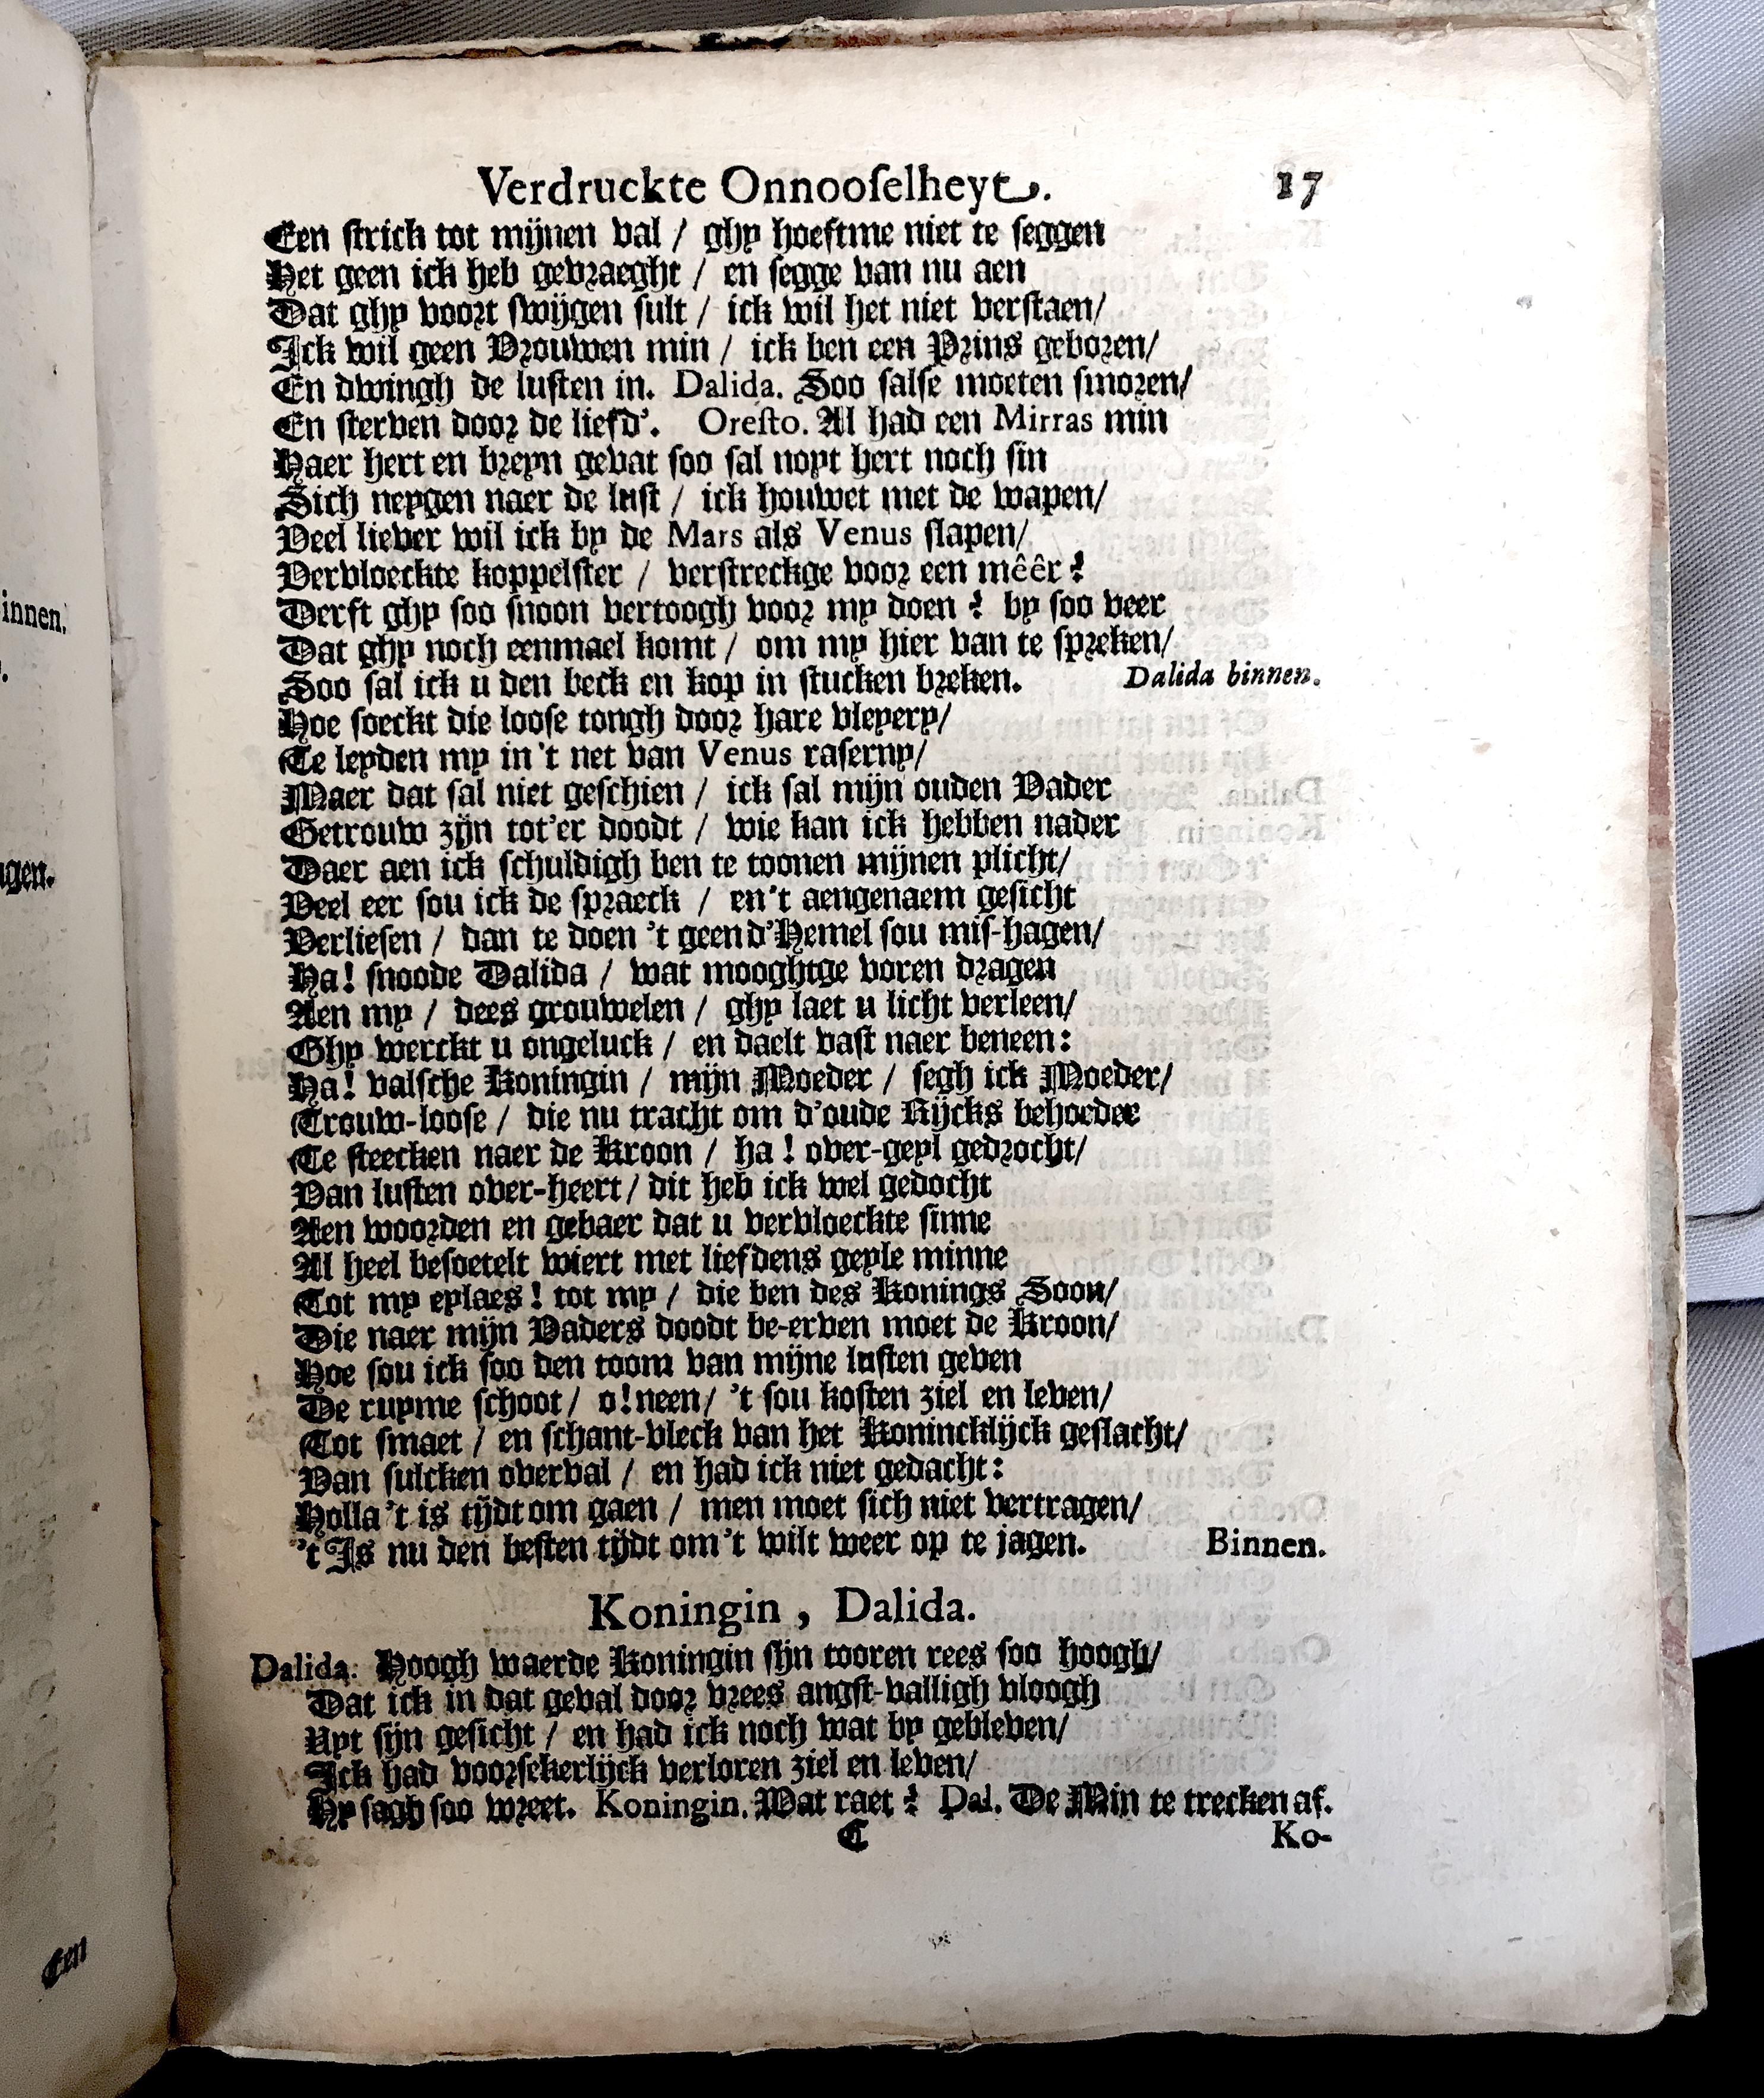 innen.
gen.
Een
Verdruckte Onnooſelheyt. 17
Een ſtrick tot mijnen val / ghy hoeftme niet te ſeggen
Het geen ick heb gevraeght / en ſegge van nu aen
Dat ghy voort ſwijgen ſult / ick wil het niet verſtaen/
Ick wil geen Vrouwen min / ick ben een Prins geboren/
En dwingh de luſten in. Dalida. Soo ſalſe moeten ſmoren/
En ſterven door de liefd'. Oreſto. Al had een Mirras min
Haer hert en breyn gevat ſoo ſal noyt hert noch ſin
Sich neygen naer de luſt / ick houwet met de wapen/
Veel liever wil ick by de Mars als Venus ſlapen/
Vervloeckte koppelſter / verſtreckge voor een mêêr?
Derft ghy ſoo ſnoon vertoogh voor my doen? by ſoo veer
Dat ghy noch eenmael komt / om my hier van te ſpreken/
Soo ſal ick u den beck en kop in ſtucken breken. Dalida binnen.
Hoe ſoeckt die looſe tongh door hare vleyery/
Te leyden my in't net van Venus raſerny/
Maer dat ſal niet geſchien / ick ſal mijn ouden Vader
Getrouw zijn tot'er doodt / wie kan ick hebben nader
Daer aen ick ſchuldigh ben te toonen mijnen plicht/
Veel eer ſou ick de ſpraeck / en't aengenaem geſicht
Verlieſen / dan te doen 't geen d'Hemel ſou miſ-hagen/
Ha! ſnoode Dalida / wat mooghtge voren dragen
Aen my / dees grouwelen / ghy laet u licht verleen/
Ghy werckt u ongeluck / en daelt vaſt naer beneen:
Ha! valſche Koningin / mijn Moeder / ſegh ick Moeder/
Trouw-looſe / die nu tracht om d'oude Rijcks behoeder
Te ſteecken naer de Kroon / ha! over-geyl gedrocht/
Van luſten over-heert / dit heb ick wel gedocht
Aen woorden en gebaer dat u vervloeckte ſinne
Al heel beſoetelt wiert met liefdens geyle minne
Tot my eylaes! tot my / die ben des Konings Soon/
Die naer mijn Vaders doodt be-erven moet de Kroon/
Hoe ſou ick ſoo den toom van mijne luſten geven
De ruyme ſchoot / o! neen / 't ſou koſten ziel en leven/
Tot ſmaet / en ſchant-vleck van het Konincklijck geſlacht/
Van ſulcken overval / en had ick niet gedacht:
Holla 't is tijdt om gaen / men moet ſich niet vertragen/
't Is nu den beſten tijdt om't wilt weer op te jagen. Binnen.
Koningin, Dalida.
Dalida. Hoogh waerde Koningin ſijn tooren rees ſoo hoogh/
Dat ick in dat geval door vrees angſt-valligh vloogh
Uyt ſijn geſicht / en had ick noch wat by gebleven/
Ick had voorſekerlijck verloren ziel en leven/
Hy ſagh ſoo wreet. Koningin. Wat raet? Dal. De Min te trecken af.
C Ko-